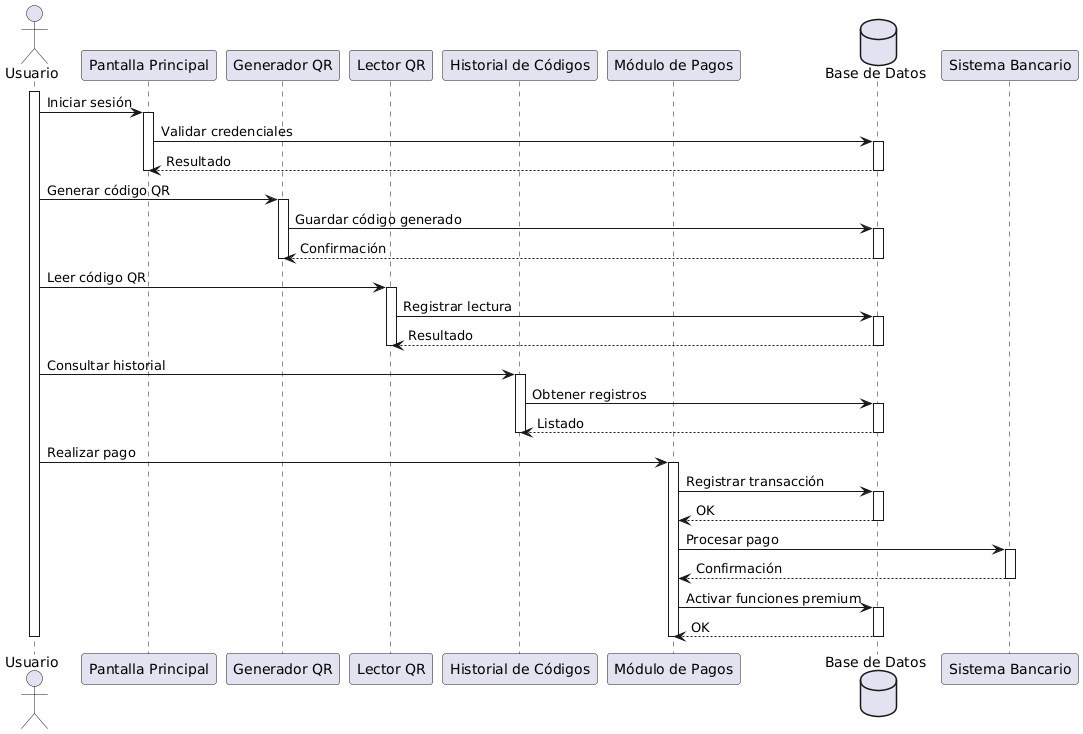 Usuario
Pantalla Principal
Generador QR
Lector QR
Historial de Códigos
Módulo de Pagos
Base de Datos
Sistema Bancario
Iniciar sesión
Validar credenciales
Resultado
Generar código QR
Guardar código generado
Confirmación
Leer código QR
Registrar lectura
Resultado
Consultar historial
Obtener registros
Listado
Realizar pago
Registrar transacción
OK
Procesar pago
Confirmación
Activar funciones premium
OK
Usuario
Pantalla Principal
Generador QR
Lector QR
Historial de Códigos
Módulo de Pagos
Base de Datos
Sistema Bancario